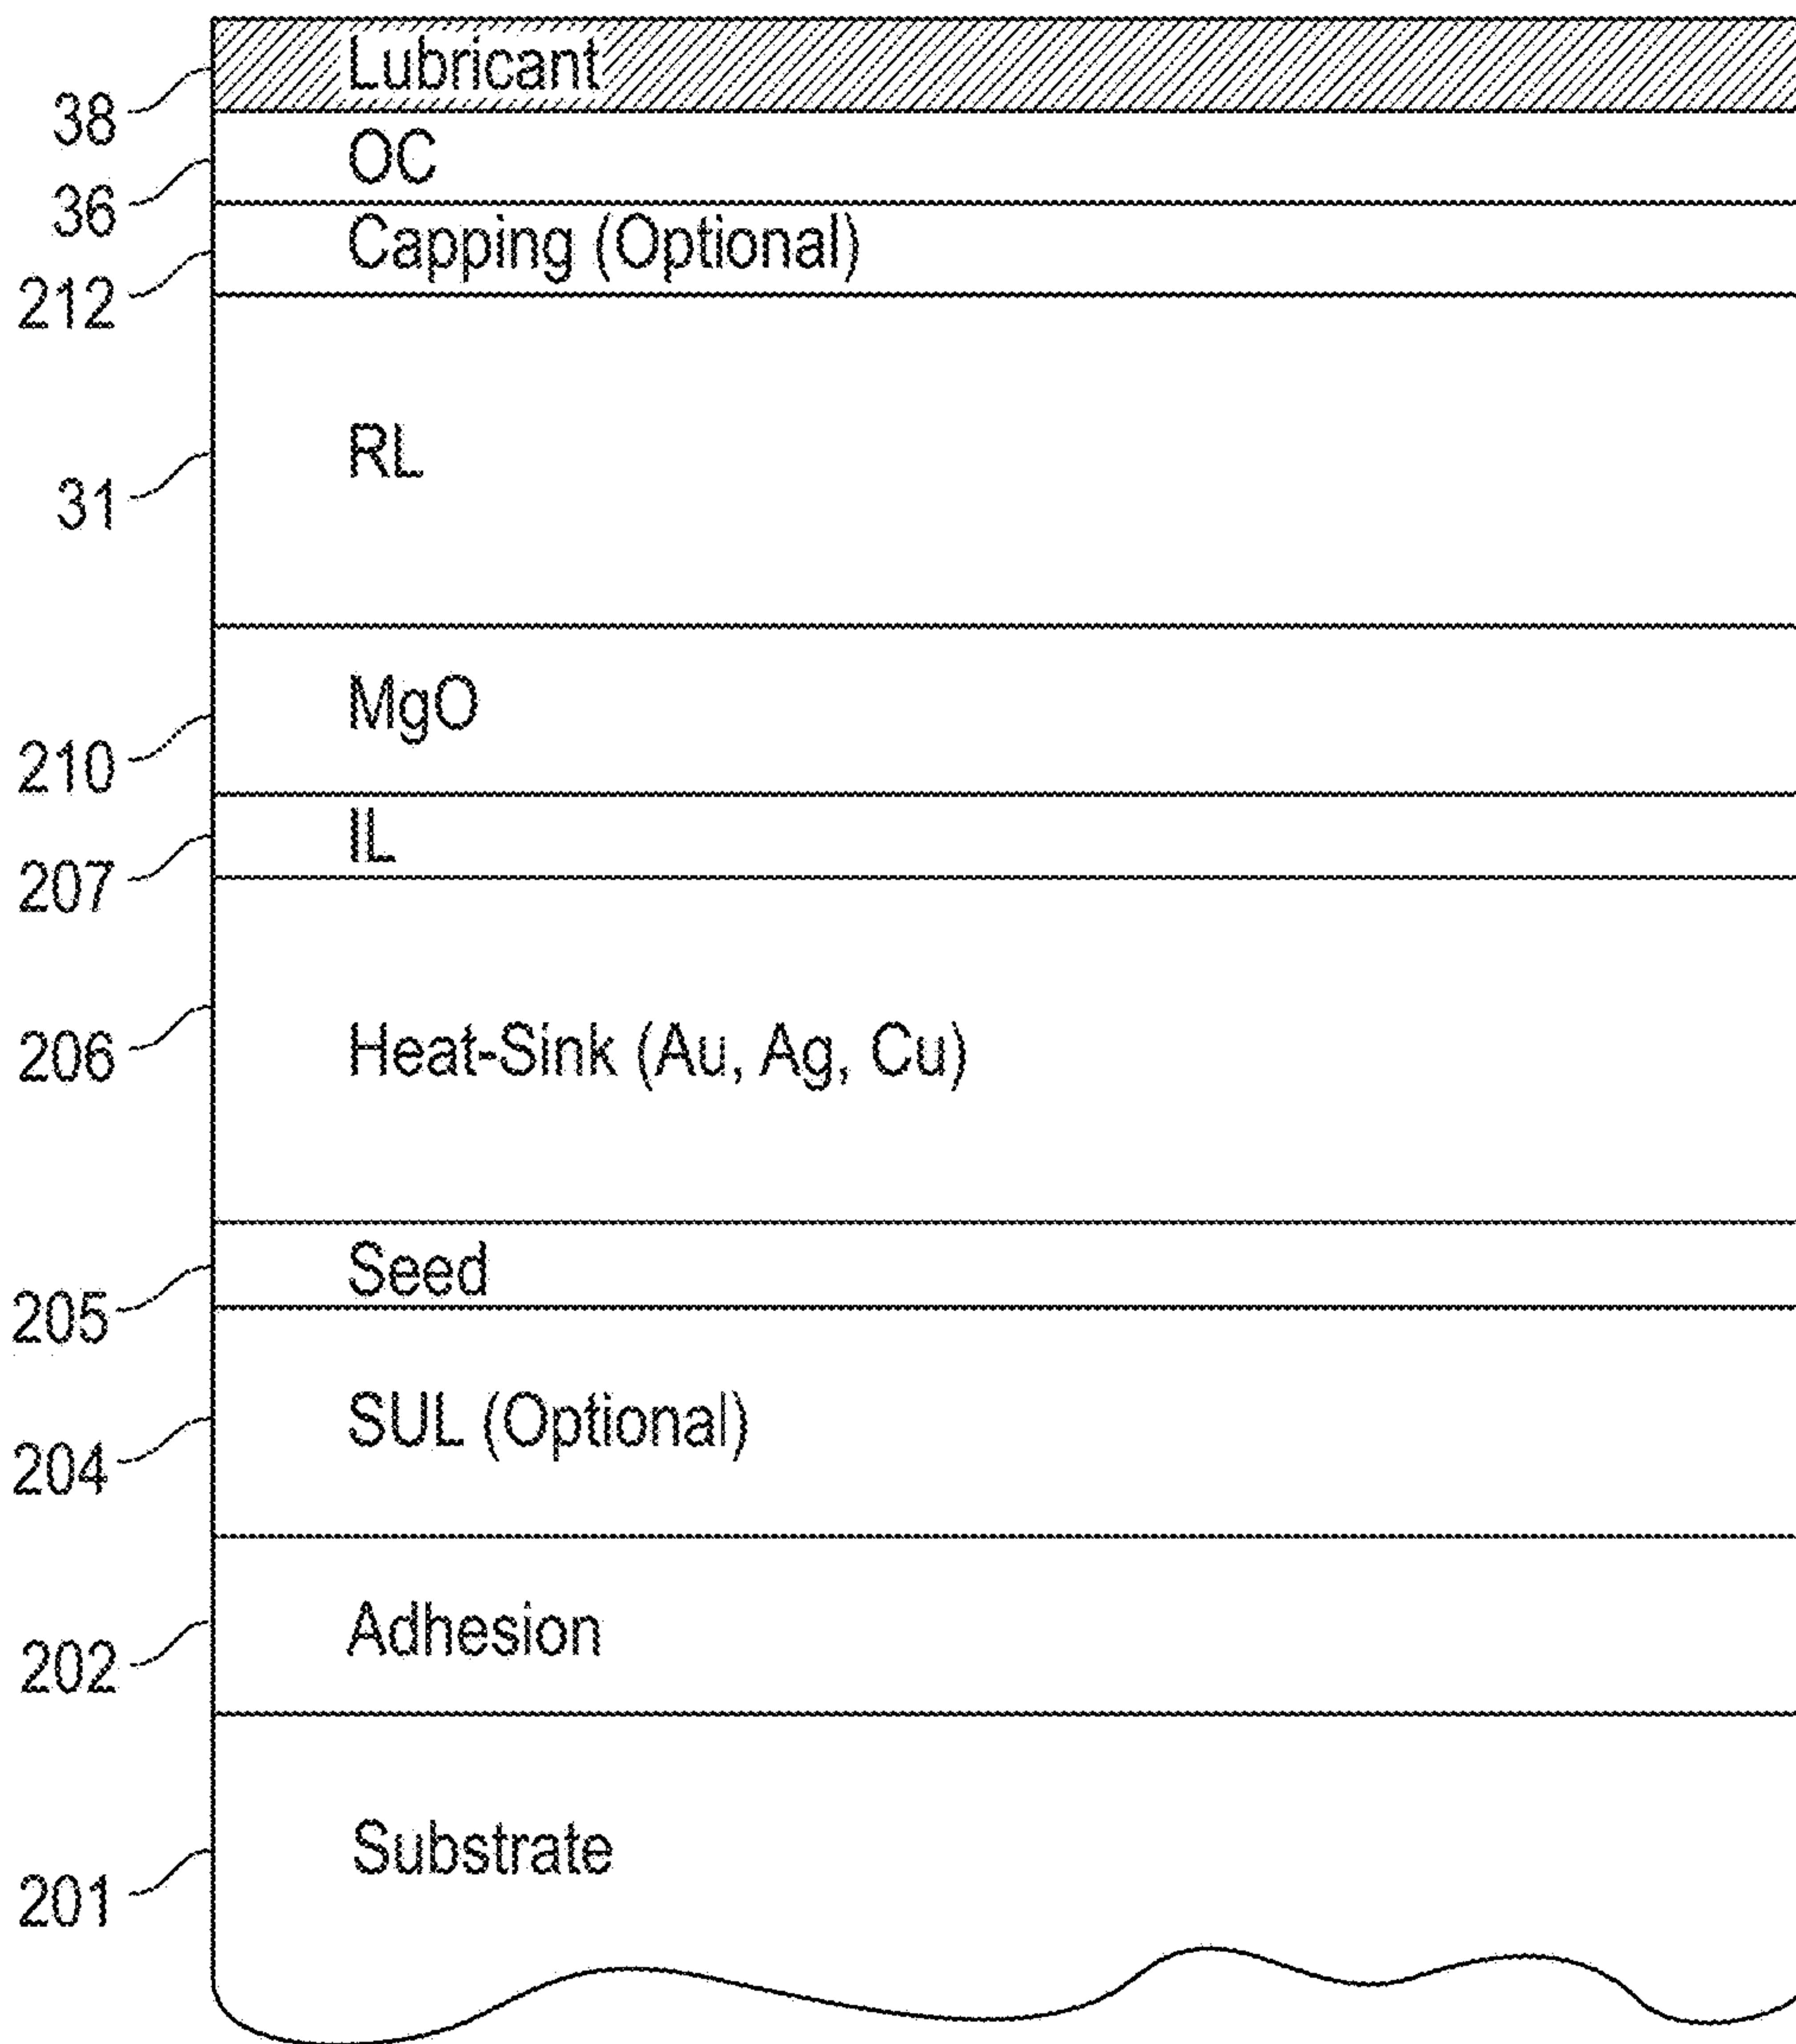 Lubricant
38
OC
36
Capping (Optional)
212
RL
31
MgO
210
IL
207
Heat-Sink (Au, Ag, Cu)
206
Seed
205
SUL (Optional)
204
Adhesion
202
Substrate
201